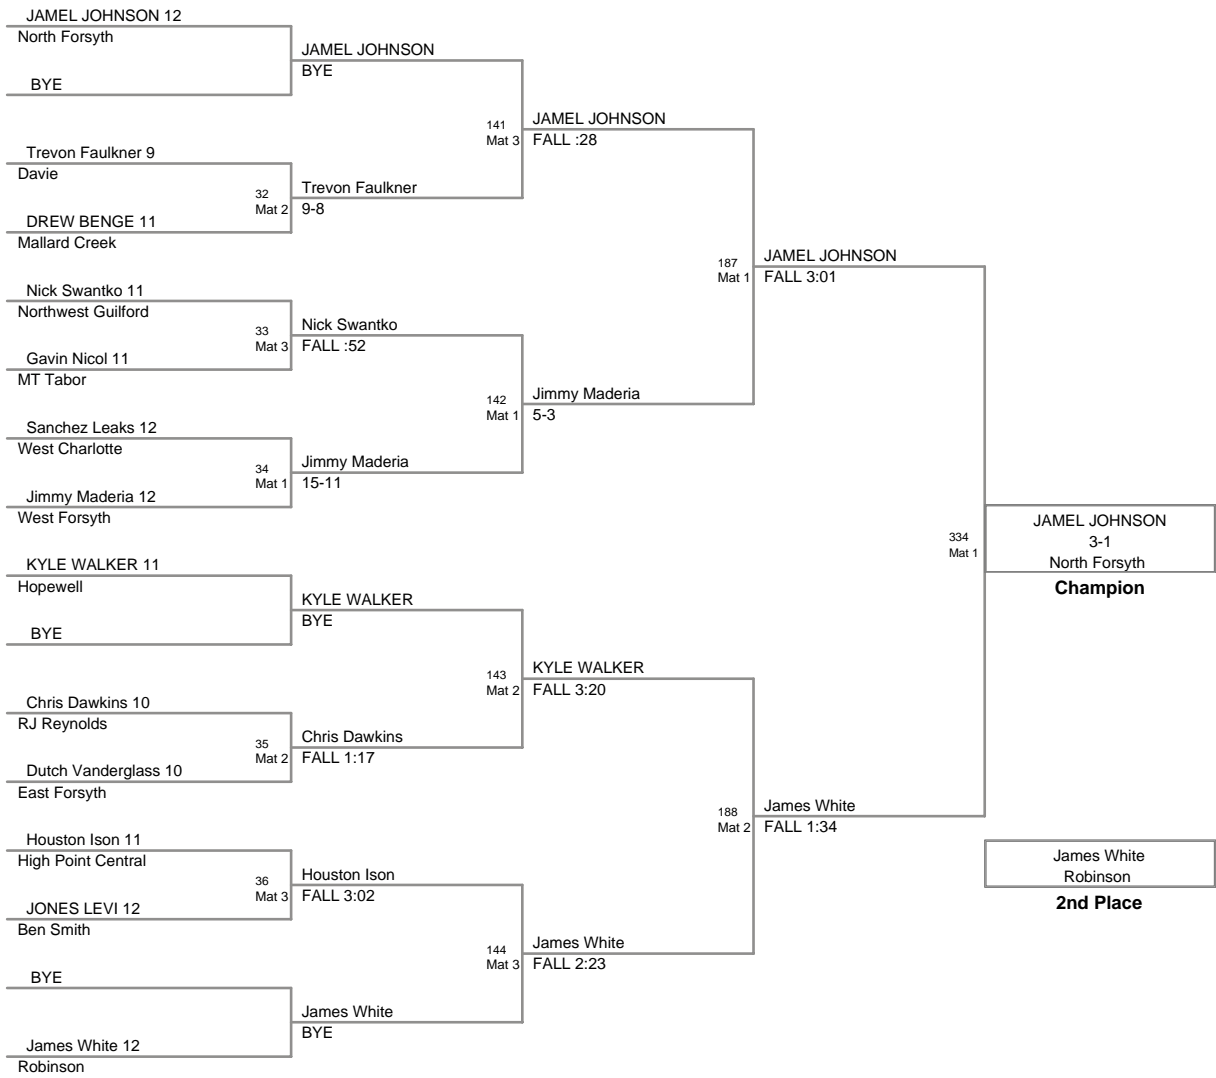 JAMEL JOHNSON 12
North Forsyth
JAMEL JOHNSON
BYE
BYE
141
Mat 3
JAMEL JOHNSON
FALL :28
Trevon Faulkner 9
Davie
32
Mat 2
Trevon Faulkner
9-8
DREW BENGE 11
Mallard Creek
187
Mat 1
JAMEL JOHNSON
FALL 3:01
Nick Swantko 11
Northwest Guilford
33
Mat 3
Nick Swantko
FALL :52
Gavin Nicol 11
MT Tabor
142
Mat 1
Jimmy Maderia
5-3
Sanchez Leaks 12
West Charlotte
34
Mat 1
Jimmy Maderia
15-11
Jimmy Maderia 12
West Forsyth
334
Mat 1
JAMEL JOHNSON
3-1
North Forsyth
Champion
KYLE WALKER 11
Hopewell
KYLE WALKER
BYE
BYE
143
Mat 2
KYLE WALKER
FALL 3:20
Chris Dawkins 10
RJ Reynolds
35
Mat 2
Chris Dawkins
FALL 1:17
Dutch Vanderglass 10
East Forsyth
188
Mat 2
James White
FALL 1:34
Houston Ison 11
High Point Central
36
Mat 3
Houston Ison
FALL 3:02
James White
Robinson
2nd Place
JONES LEVI 12
Ben Smith
144
Mat 3
James White
FALL 2:23
BYE
James White
BYE
James White 12
Robinson